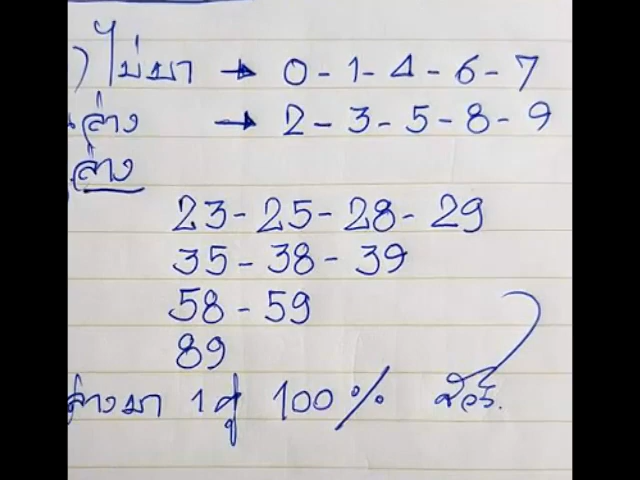 ) ไม่มา → 0-1-4-6-7
ล่าง → 2-3-5-8-9
ล่าง
23-25-28-29
35-38-39
58-59
89
ล่างมา 1 คู่ 100%